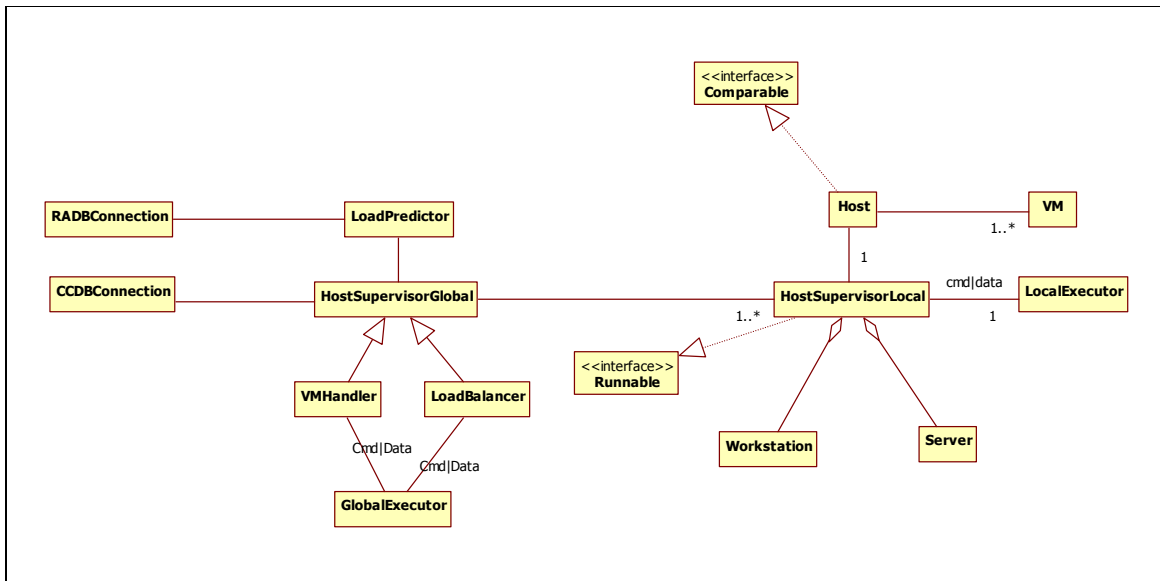 <<interface>>
Comparable
RADBConnection
LoadPredictor
Host
VM
1..*
1
CCDBConnection
HostSupervisorGlobal
HostSupervisorLocal
cmd|data
LocalExecutor
1..*
1
<<interface>>
Runnable
VMHandler
LoadBalancer
Workstation
Server
Cmd|Data
Cmd|Data
GlobalExecutor